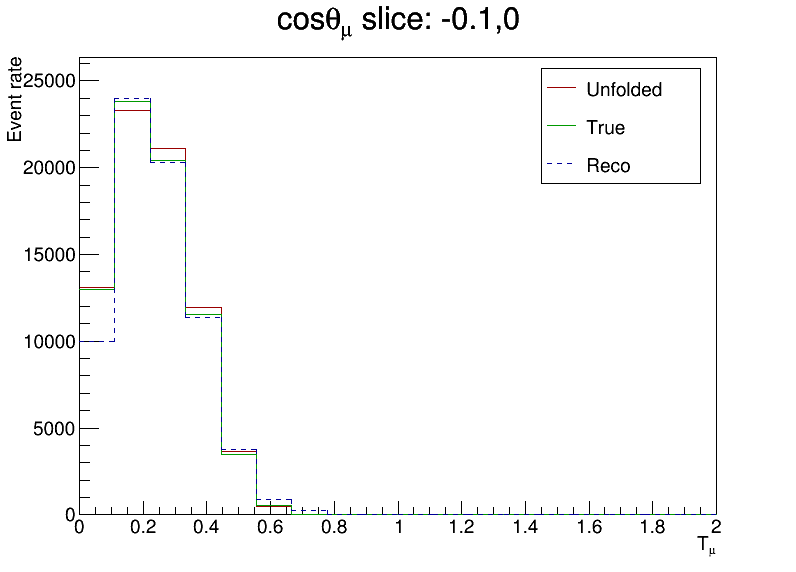 cosθμ slice: -0.1,0
Event rate
25000
20000
15000
10000
5000
0
Unfolded
True
Reco
0 0.2 0.4 0.6 0.8 1 1.2 1.4 1.6 1.8 2
Tμ